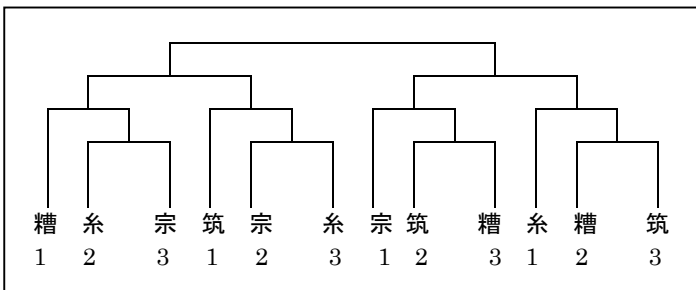 糟 糸 宗 筑 宗 糸 宗 筑 糟 糸 糟 筑
1 2 3 1 2 3 1 2 3 1 2 3